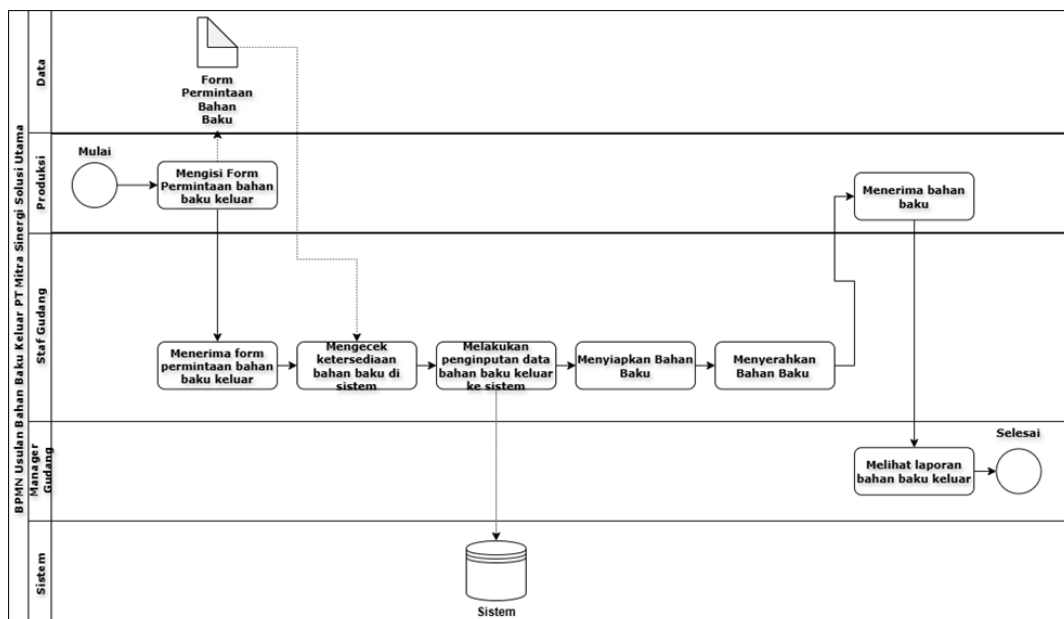 BPMN Usulan Bahan Baku Keluar PT Mitra Sinergi Solusi Utama
Data
Form
Permintaan
Bahan
Baku
Produksi
Mulai
Mengisi Form
Permintaan bahan
baku keluar
Menerima bahan
baku
Staf Gudang
Menerima form
permintaan bahan
baku keluar
Mengecek
ketersediaan
bahan baku di
sistem
Melakukan
penginputan data
bahan baku keluar
ke sistem
Menyiapkan Bahan
Baku
Menyerahkan
Bahan Baku
Manager
Gudang
Melihat laporan
bahan baku keluar
Selesai
Sistem
Sistem